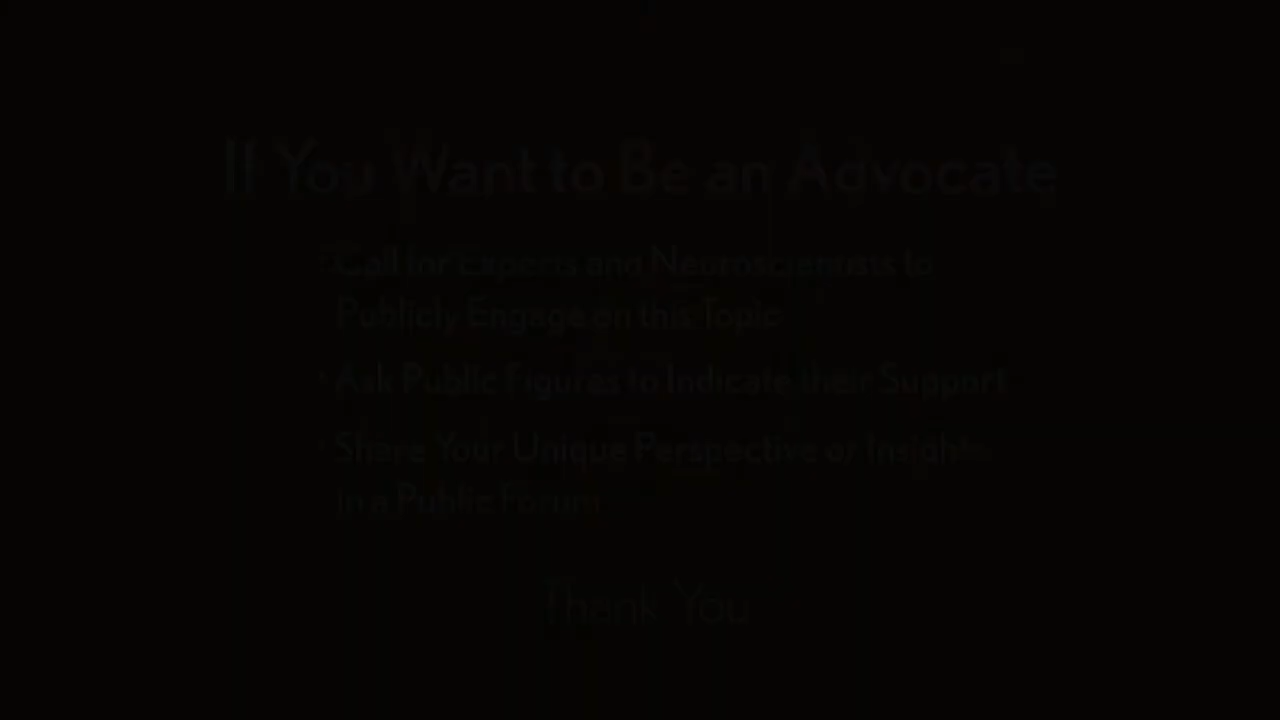 If You Want to Be an Advocate
• Call for Experts and Neuroscientists to
Publicly Engage on this Topic
• Ask Public Figures to Indicate their Support
• Share Your Unique Perspective or Insights
in a Public Forum
Thank You